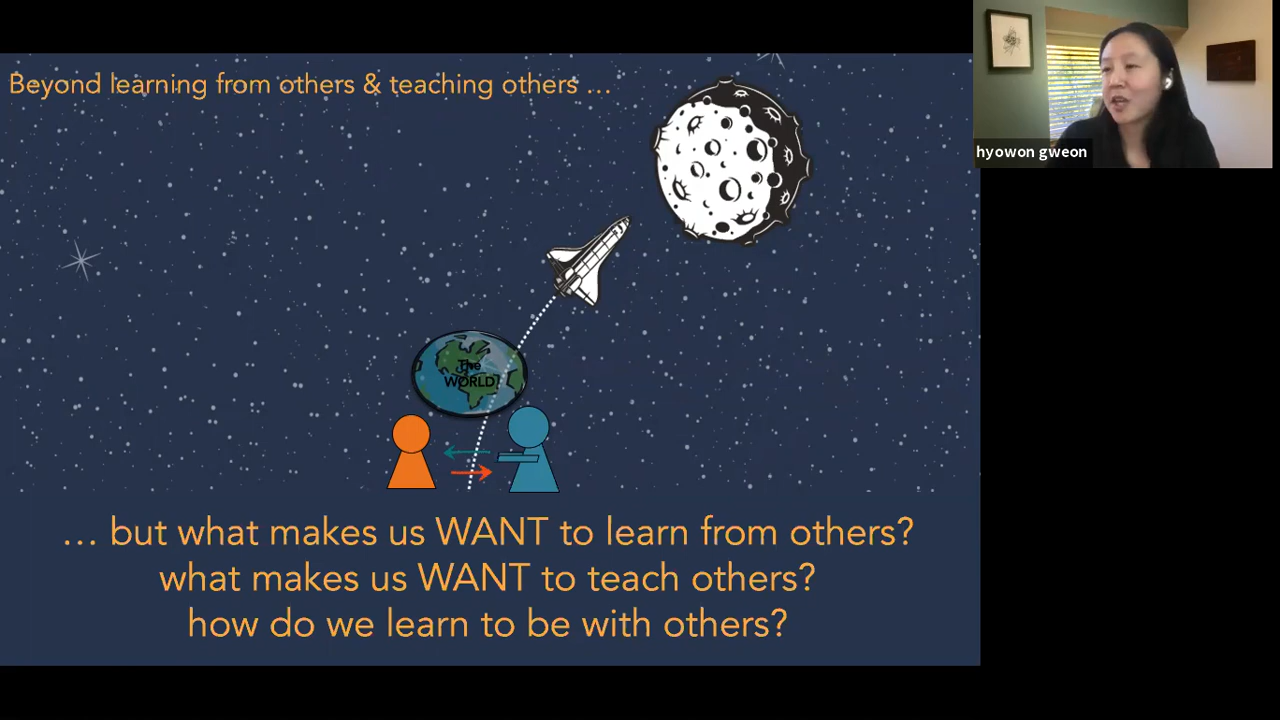 Beyond learning from others & teaching others ...
hyowon gweon
The
WORLD
... but what makes us WANT to learn from others?
what makes us WANT to teach others?
how do we learn to be with others?